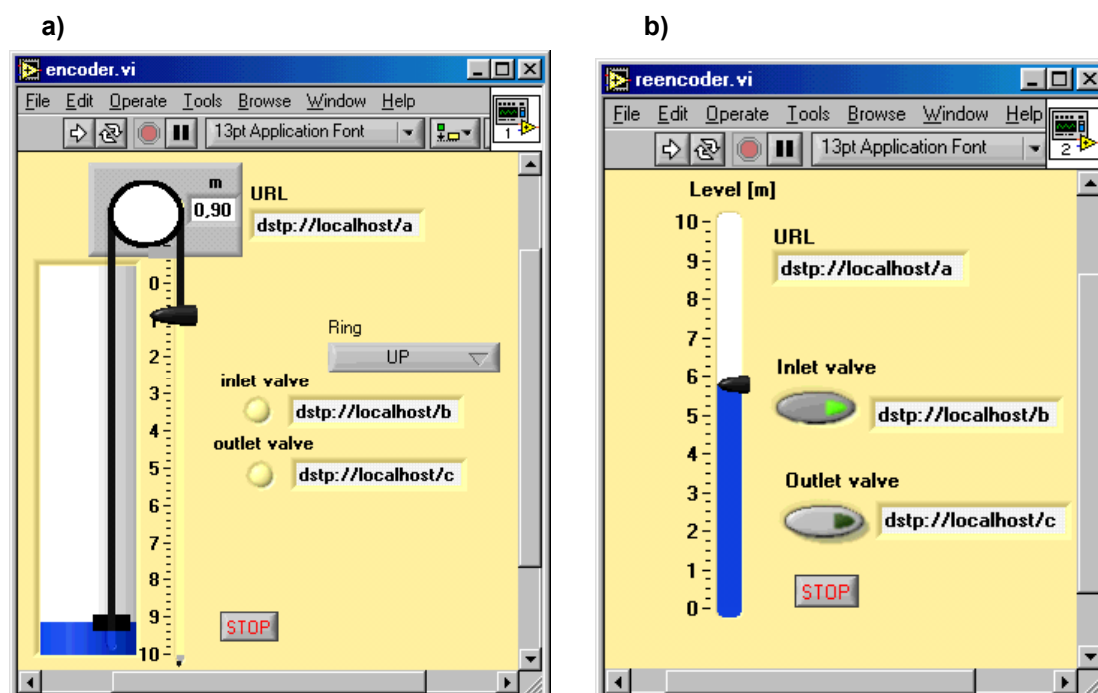 a)
encoder.vi
File Edit Operate Tools Browse Window Help
13pt Application Font
1
m
0,90
URL
dstp://localhost/a
0
1
2
3
4
5
6
7
8
9
10
Ring
UP
inlet valve
dstp://localhost/b
outlet valve
dstp://localhost/c
STOP
b)
reencoder.vi
File Edit Operate Tools Browse Window Help
13pt Application Font
2
Level [m]
10
9
8
7
6
5
4
3
2
1
0
URL
dstp://localhost/a
Inlet valve
dstp://localhost/b
Outlet valve
dstp://localhost/c
STOP